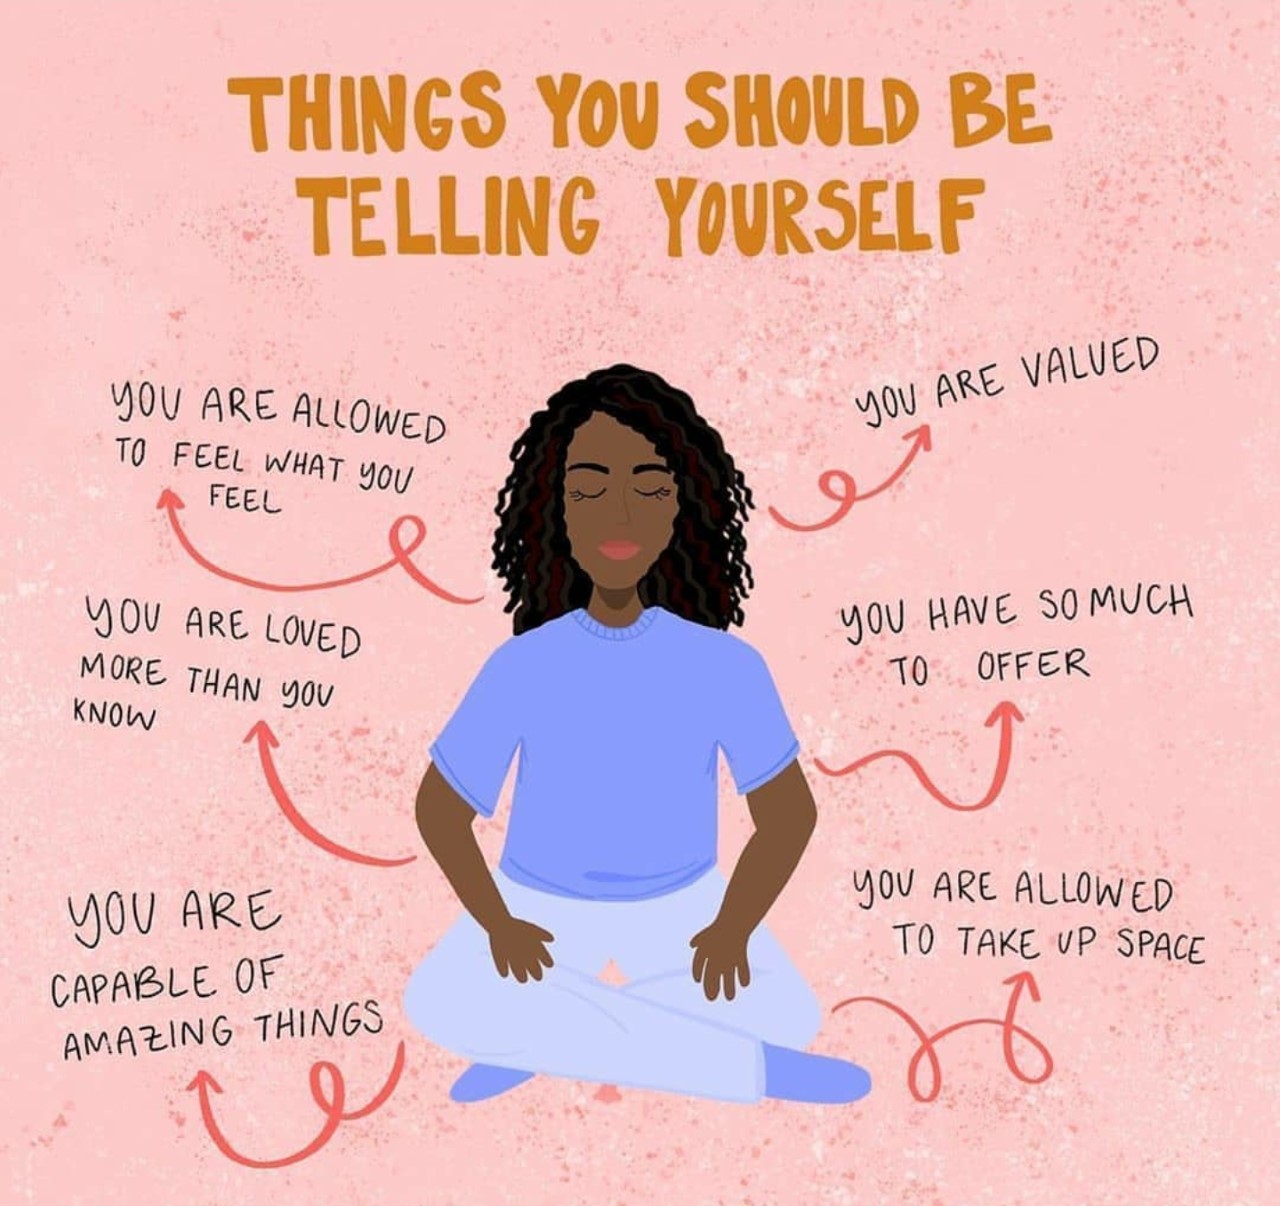 THINGS YOU SHOULD BE
TELLING YOURSELF
YOU ARE ALLOWED
TO FEEL WHAT YOU
FEEL
YOU ARE VALUED
YOU ARE LOVED
MORE THAN YOU
KNOW
YOU HAVE SO MUCH
TO OFFER
YOU ARE
CAPABLE OF
AMAZING THINGS
YOU ARE ALLOWED
TO TAKE UP SPACE